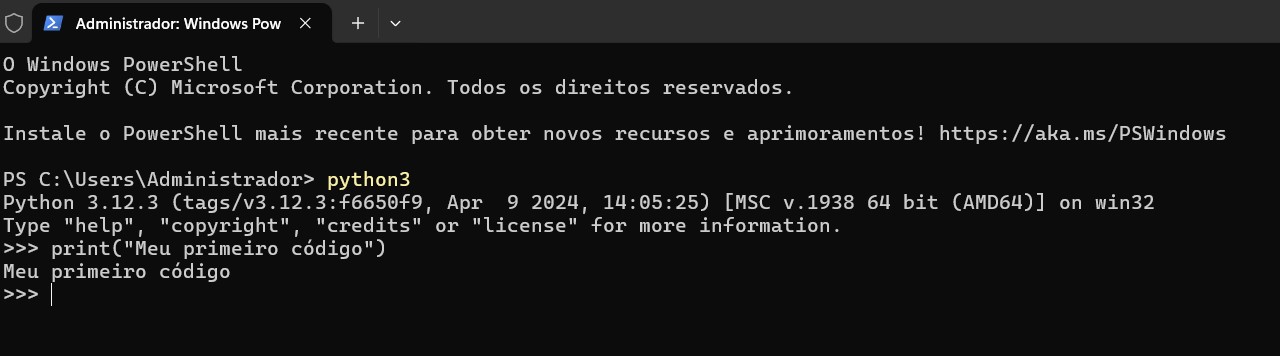 Administrador: Windows Pow
O Windows PowerShell
Copyright (C) Microsoft Corporation. Todos os direitos reservados.
Instale o PowerShell mais recente para obter novos recursos e aprimoramentos! https://aka.ms/PSWindows
PS C:\Users\Administrador> python3
Python 3.12.3 (tags/v3.12.3:f6650f9, Apr  9 2024, 14:05:25) [MSC v.1938 64 bit (AMD64)] on win32
Type "help", "copyright", "credits" or "license" for more information.
>>> print("Meu primeiro código")
Meu primeiro código
>>>